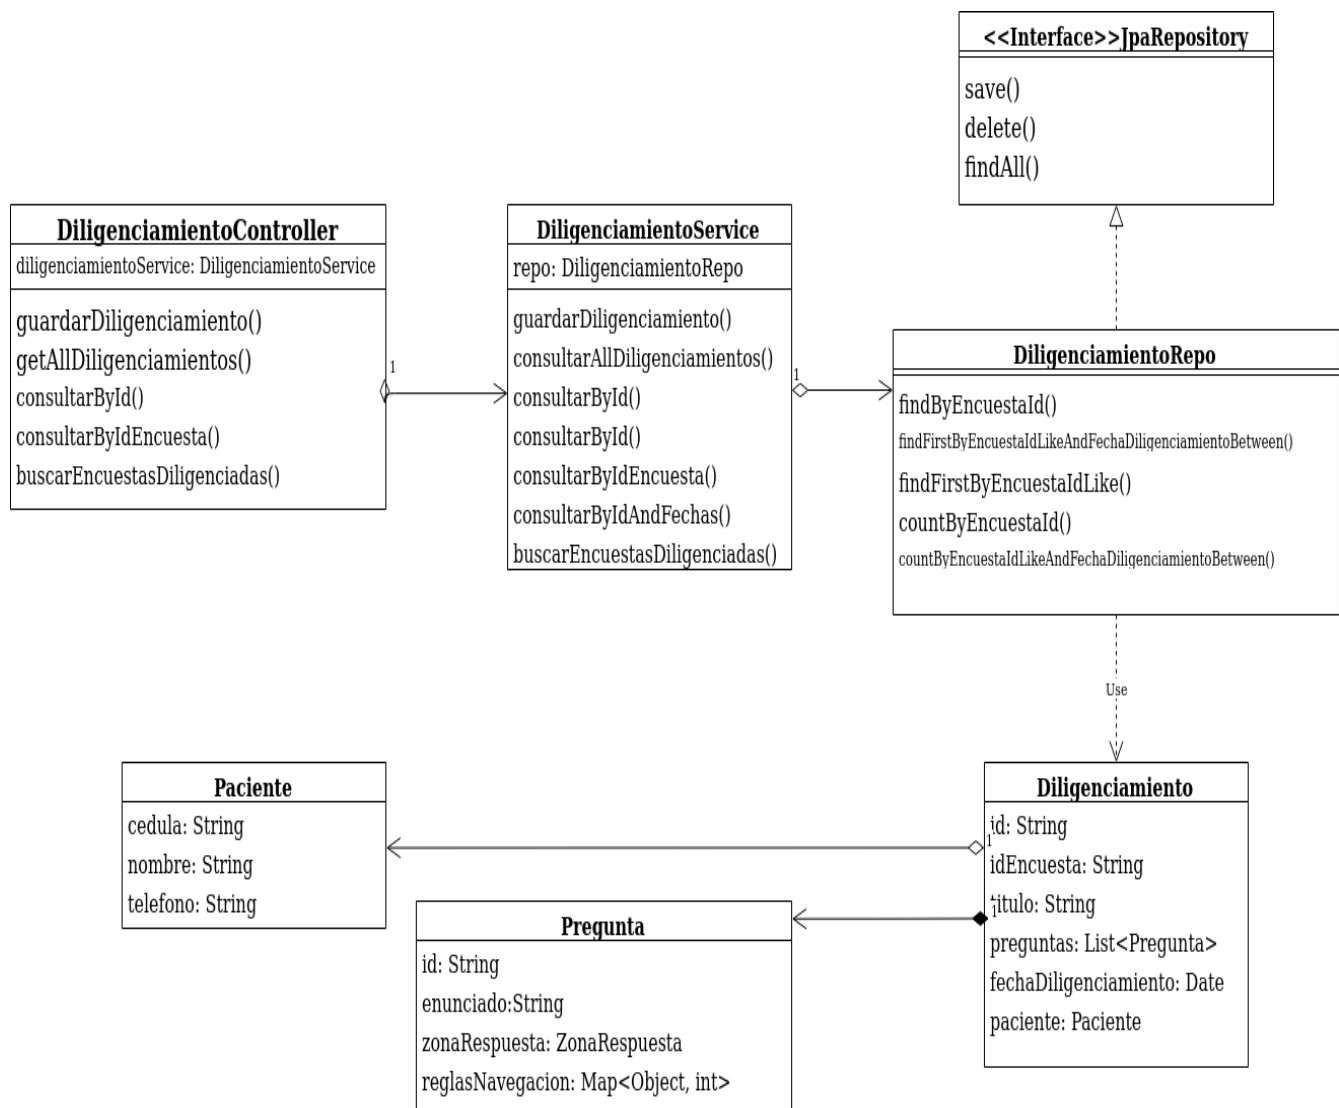 <<Interface>>JpaRepository
save()
delete()
findAll()
DiligenciamientoController
diligenciamientoService: DiligenciamientoService
guardarDiligenciamiento()
getAllDiligenciamientos()
consultarById()
consultarByIdEncuesta()
buscarEncuestasDiligenciadas()
1
DiligenciamientoService
repo: DiligenciamientoRepo
guardarDiligenciamiento()
consultarAllDiligenciamientos()
consultarById()
consultarById()
consultarByIdEncuesta()
consultarByIdAndFechas()
buscarEncuestasDiligenciadas()
1
DiligenciamientoRepo
findByEncuestaId()
findFirstByEncuestaIdLikeAndFechaDiligenciamientoBetween()
findFirstByEncuestaIdLike()
countByEncuestaId()
countByEncuestaIdLikeAndFechaDiligenciamientoBetween()
Use
Paciente
cedula: String
nombre: String
telefono: String
Diligenciamiento
id: String
1
idEncuesta: String
titulo: String
1
preguntas: List<Pregunta>
fechaDiligenciamiento: Date
paciente: Paciente
Pregunta
id: String
enunciado:String
zonaRespuesta: ZonaRespuesta
reglasNavegacion: Map<Object, int>